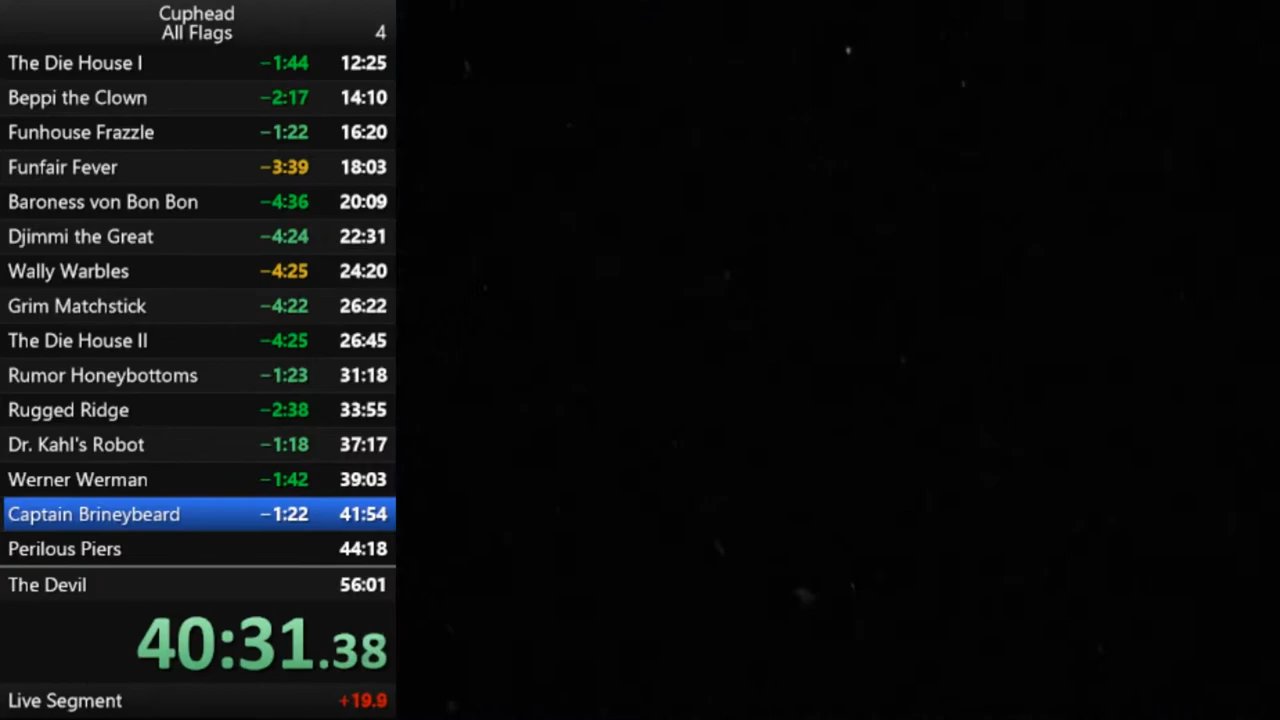 Cuphead
All Flags 4
The Die House I −1:44 12:25
Beppi the Clown −2:17 14:10
Funhouse Frazzle −1:22 16:20
Funfair Fever −3:39 18:03
Baroness von Bon Bon −4:36 20:09
Djimmi the Great −4:24 22:31
Wally Warbles −4:25 24:20
Grim Matchstick −4:22 26:22
The Die House II −4:25 26:45
Rumor Honeybottoms −1:23 31:18
Rugged Ridge −2:38 33:55
Dr. Kahl's Robot −1:18 37:17
Werner Werman −1:42 39:03
Captain Brineybeard −1:22 41:54
Perilous Piers 44:18
The Devil 56:01
40:31.38
Live Segment +19.9